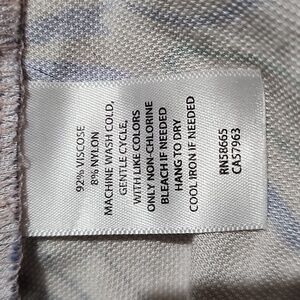 92% VISCOSE
8% NYLON
MACHINE WASH COLD,
GENTLE CYCLE,
WITH LIKE COLORS
ONLY NON-CHLORINE
BLEACH IF NEEDED
HANG TO DRY
COOL IRON IF NEEDED
RN58665
CA57963